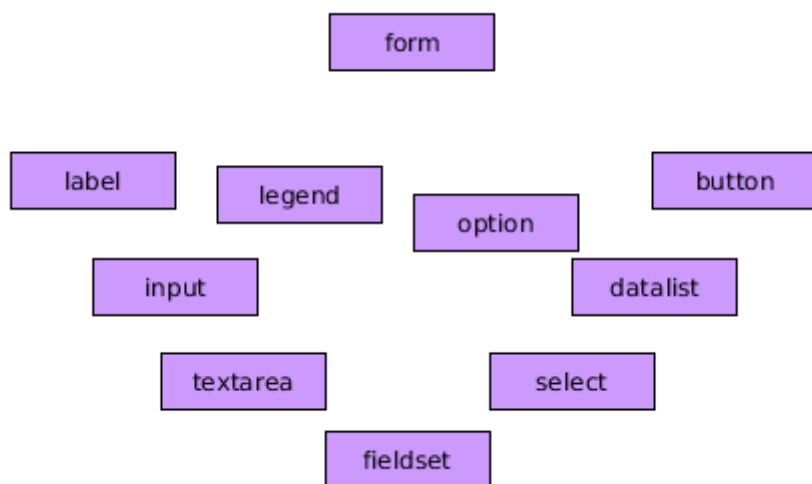 form
label
legend
option
button
input
datalist
textarea
select
fieldset